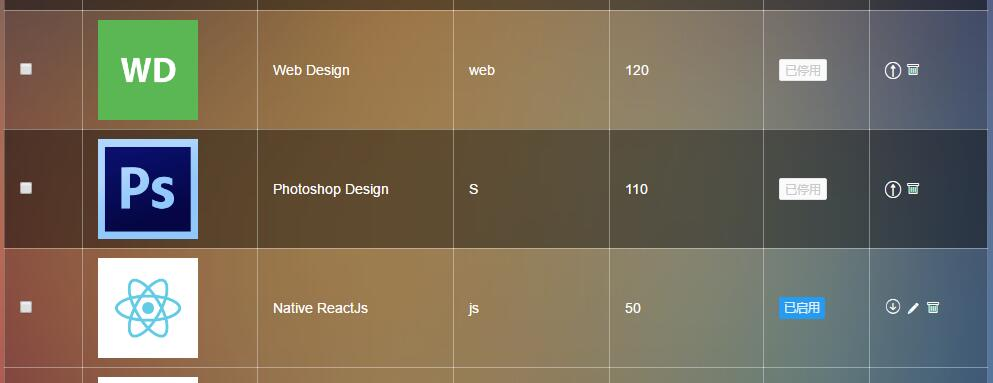 WD
Web Design
web
120
已停用
Ps
Photoshop Design
S
110
已停用
Native ReactJs
js
50
已启用